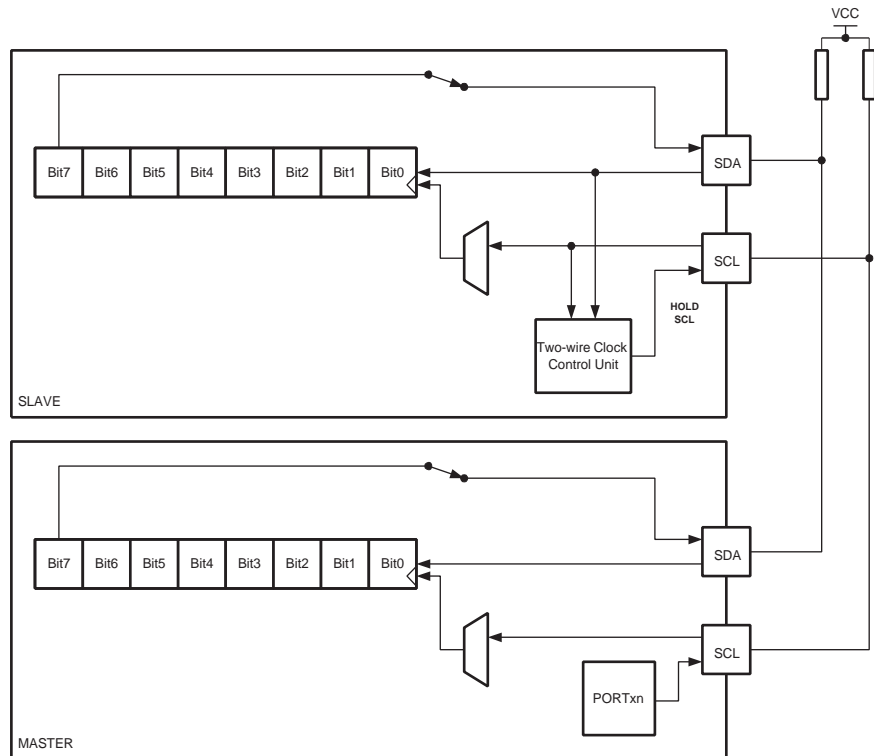 VCC
Bit7 Bit6 Bit5 Bit4 Bit3 Bit2 Bit1 Bit0
SDA
SCL
HOLD
SCL
Two-wire Clock
Control Unit
SLAVE
Bit7 Bit6 Bit5 Bit4 Bit3 Bit2 Bit1 Bit0
SDA
SCL
PORTxn
MASTER